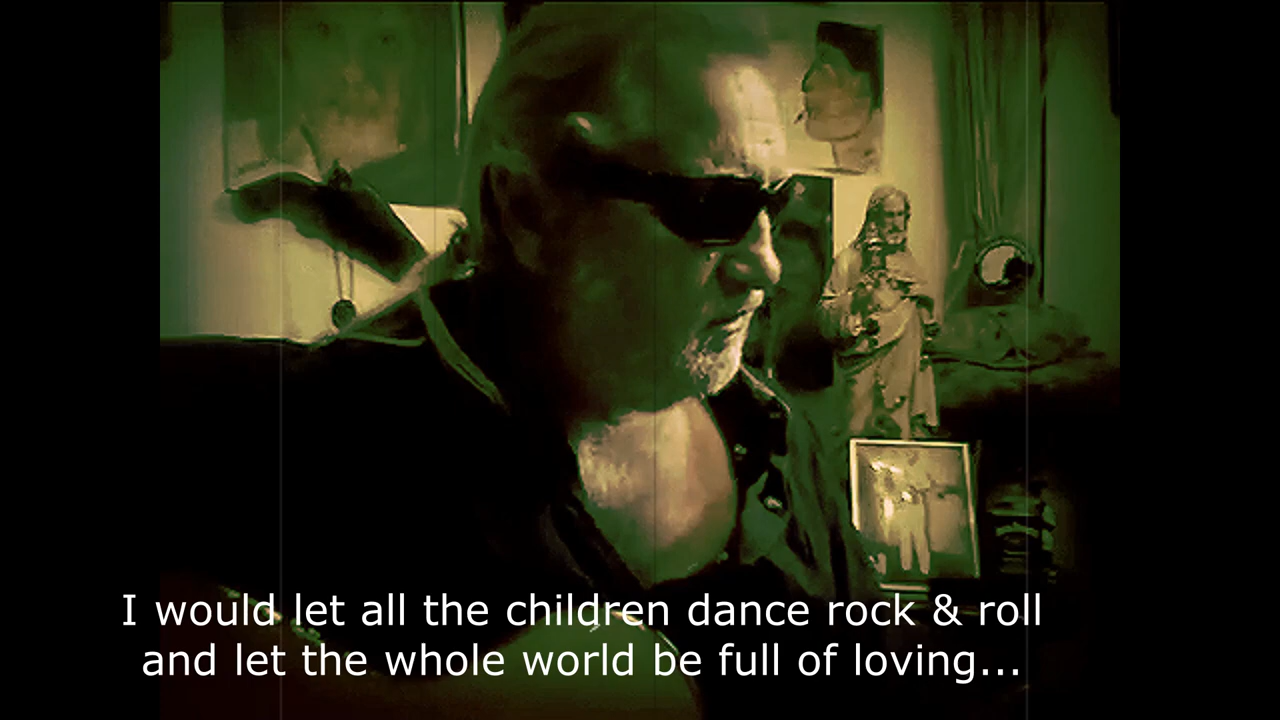 I would let all the children dance rock & roll
and let the whole world be full of loving...